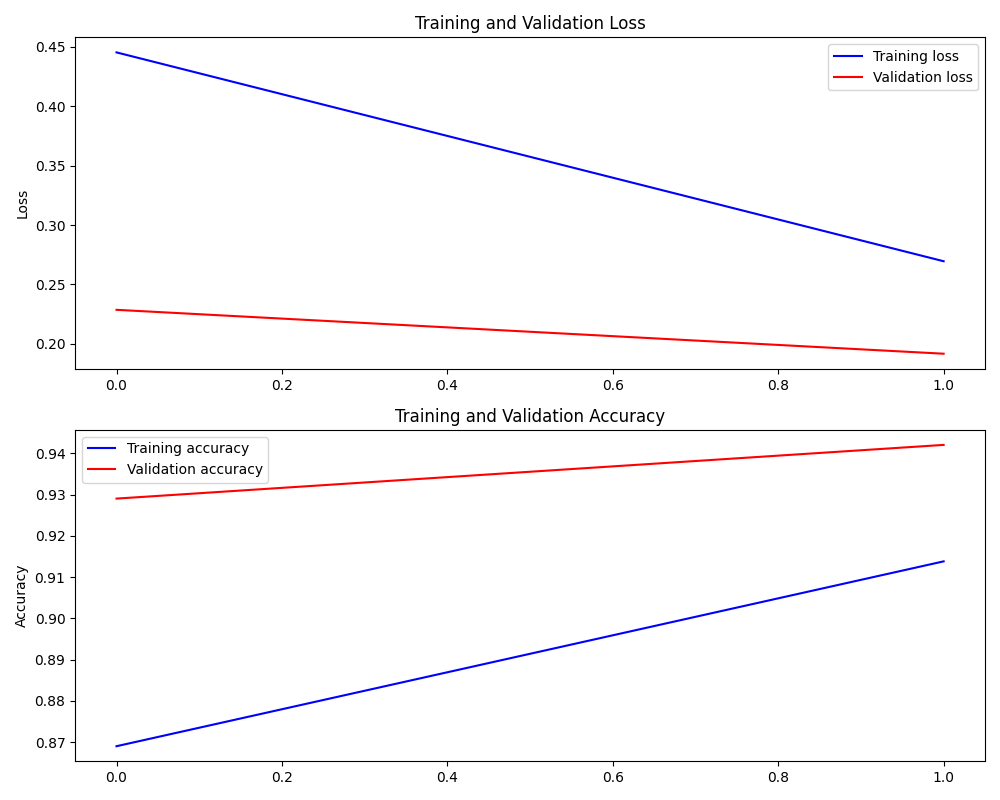 Training and Validation Loss
0.45
0.40
0.35
0.30
0.25
0.20
Loss
Training loss
Validation loss
0.0 0.2 0.4 0.6 0.8 1.0
Training and Validation Accuracy
0.94
0.93
0.92
0.91
0.90
0.89
0.88
0.87
Accuracy
Training accuracy
Validation accuracy
0.0 0.2 0.4 0.6 0.8 1.0